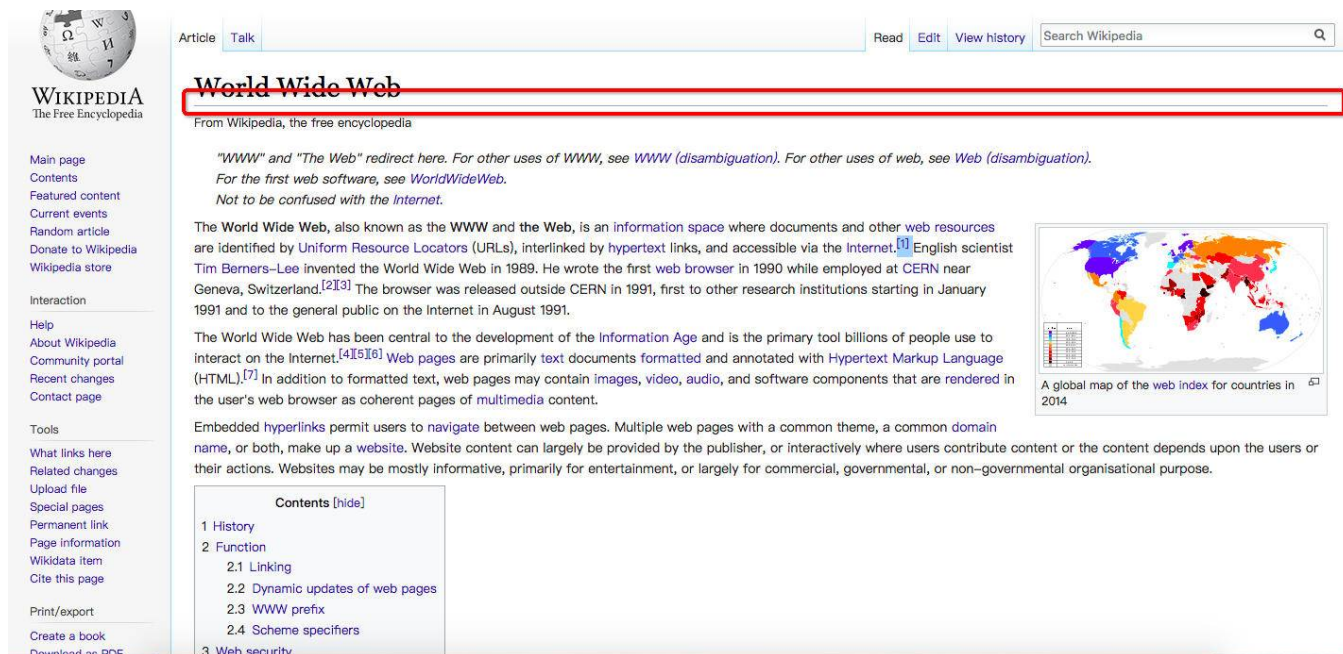 Ω W И 維 7
WIKIPEDIA
The Free Encyclopedia
Main page
Contents
Featured content
Current events
Random article
Donate to Wikipedia
Wikipedia store
Interaction
Help
About Wikipedia
Community portal
Recent changes
Contact page
Tools
What links here
Related changes
Upload file
Special pages
Permanent link
Page information
Wikidata item
Cite this page
Print/export
Create a book
Download as PDF
Article Talk
Read Edit View history Search Wikipedia
World Wide Web
From Wikipedia, the free encyclopedia
"WWW" and "The Web" redirect here. For other uses of WWW, see WWW (disambiguation). For other uses of web, see Web (disambiguation).
For the first web software, see WorldWideWeb.
Not to be confused with the Internet.
The World Wide Web, also known as the WWW and the Web, is an information space where documents and other web resources
are identified by Uniform Resource Locators (URLs), interlinked by hypertext links, and accessible via the Internet.[1] English scientist
Tim Berners–Lee invented the World Wide Web in 1989. He wrote the first web browser in 1990 while employed at CERN near
Geneva, Switzerland.[2][3] The browser was released outside CERN in 1991, first to other research institutions starting in January
1991 and to the general public on the Internet in August 1991.
The World Wide Web has been central to the development of the Information Age and is the primary tool billions of people use to
interact on the Internet.[4][5][6] Web pages are primarily text documents formatted and annotated with Hypertext Markup Language
(HTML).[7] In addition to formatted text, web pages may contain images, video, audio, and software components that are rendered in
the user's web browser as coherent pages of multimedia content.
A global map of the web index for countries in
2014
Embedded hyperlinks permit users to navigate between web pages. Multiple web pages with a common theme, a common domain
name, or both, make up a website. Website content can largely be provided by the publisher, or interactively where users contribute content or the content depends upon the users or
their actions. Websites may be mostly informative, primarily for entertainment, or largely for commercial, governmental, or non–governmental organisational purpose.
Contents [hide]
1 History
2 Function
2.1 Linking
2.2 Dynamic updates of web pages
2.3 WWW prefix
2.4 Scheme specifiers
3 Web security